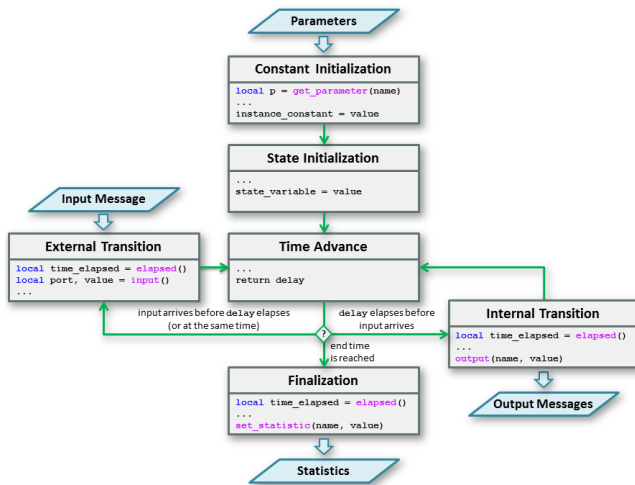 Parameters
Constant Initialization
local p = get_parameter(name)
...
instance_constant = value
State Initialization
...
state_variable = value
Input Message
External Transition
local time_elapsed = elapsed()
local port, value = input()
...
Time Advance
...
return delay
input arrives before delay elapses
(or at the same time)
?
delay elapses before
input arrives
end time
is reached
Internal Transition
local time_elapsed = elapsed()
...
output(name, value)
Output Messages
Finalization
local time_elapsed = elapsed()
...
set_statistic(name, value)
Statistics